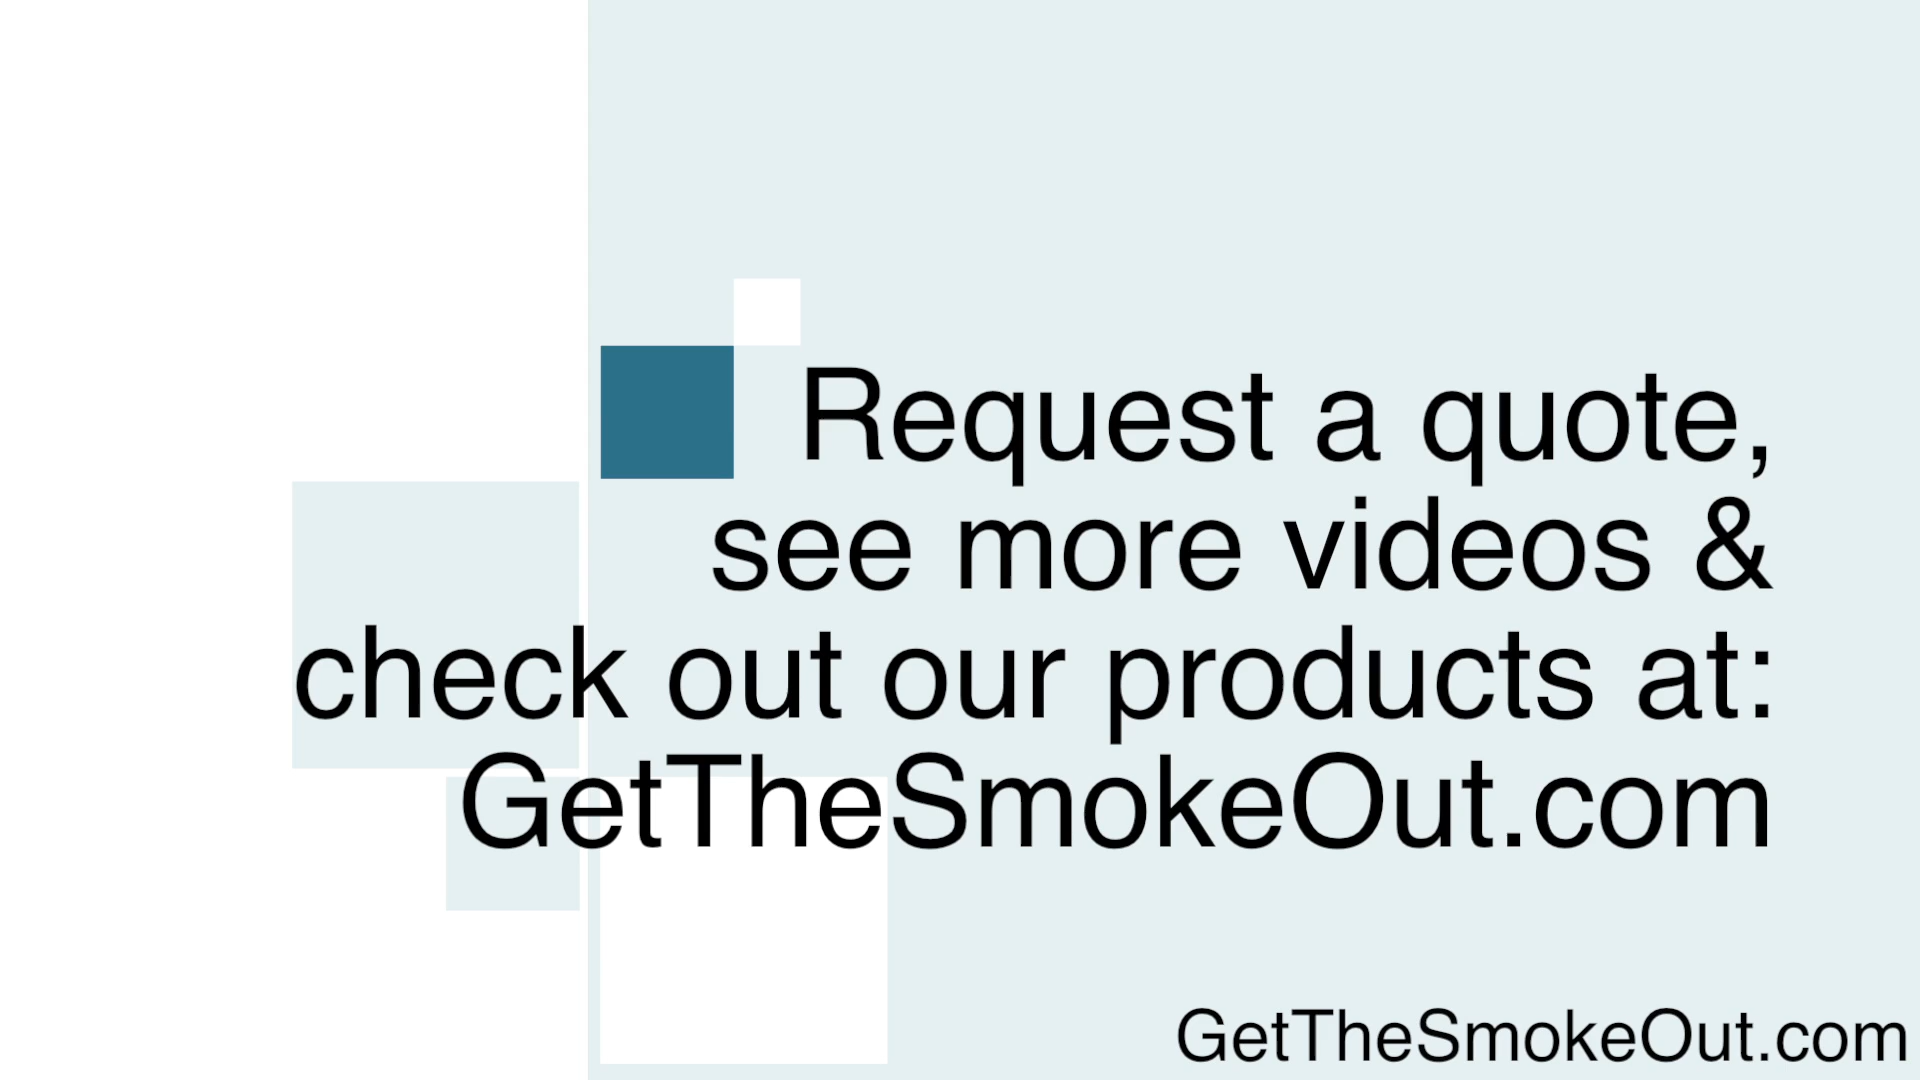 Request a quote,
see more videos &
check out our products at:
GetTheSmokeOut.com
GetTheSmokeOut.com